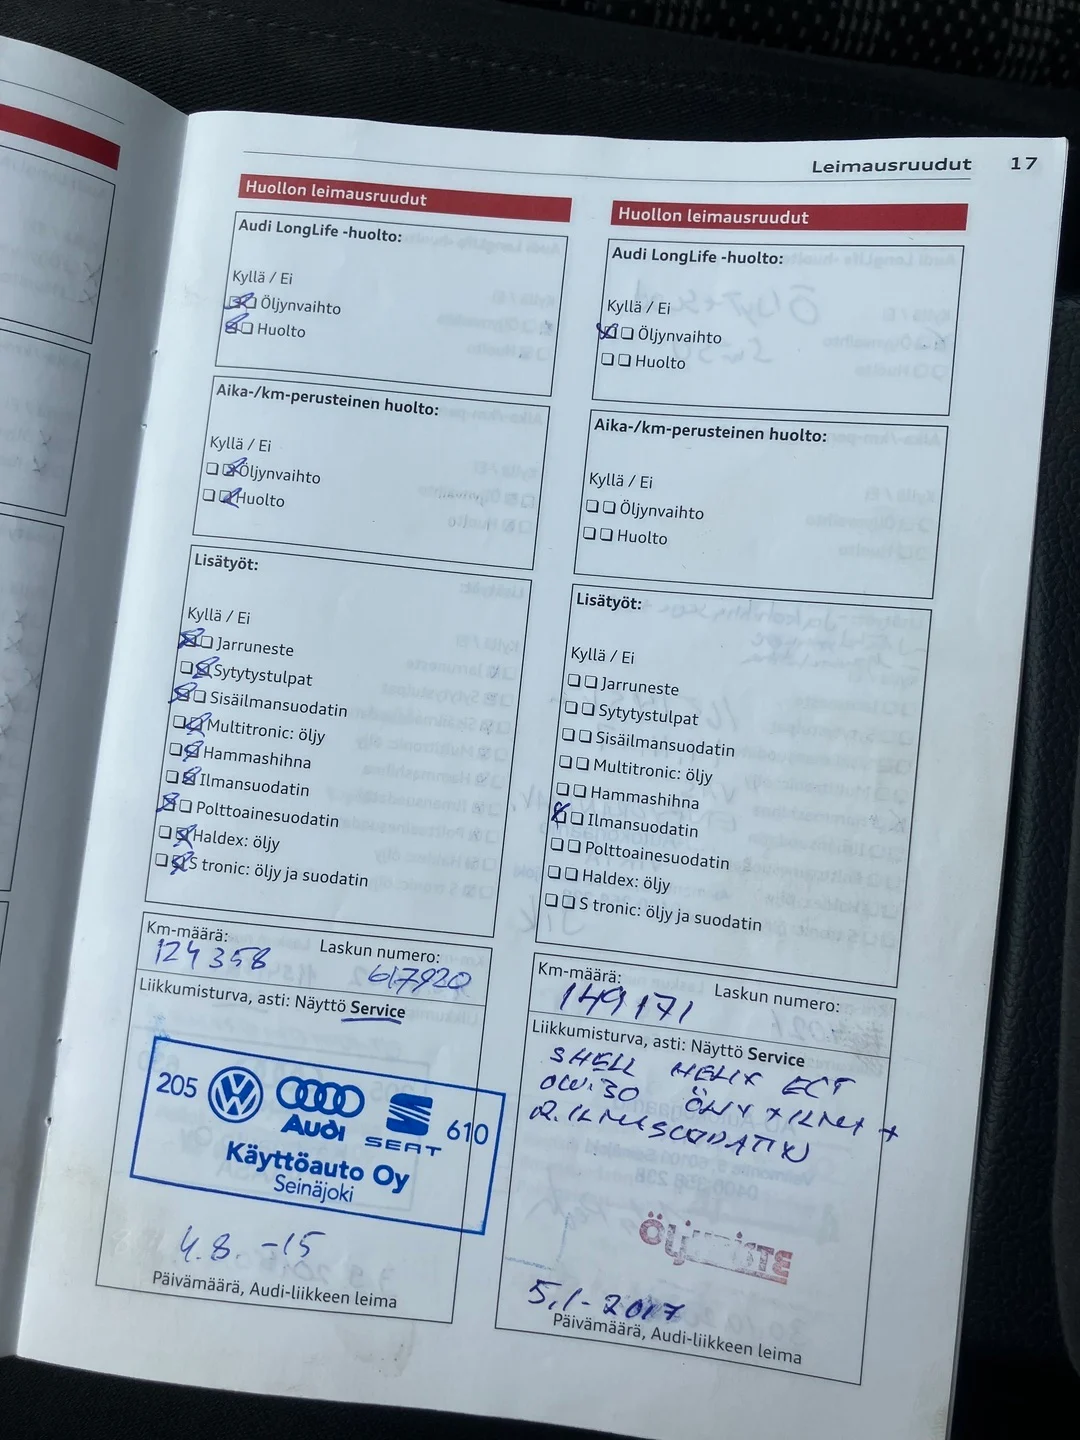 Leimausruudut 17
Huollon leimausruudut
Audi LongLife -huolto:
Kyllä / Ei
Öljynvaihto
Huolto
Aika-/km-perusteinen huolto:
Kyllä / Ei
Öljynvaihto
Huolto
Lisätyöt:
Kyllä / Ei
Jarruneste
Sytytystulpat
Sisäilmansuodatin
Multitronic: öljy
Hammashihna
Ilmansuodatin
Polttoainesuodatin
Haldex: öljy
S tronic: öljy ja suodatin
Km-määrä: Laskun numero:
124358 617920
Liikkumisturva, asti: Näyttö Service
205 Audi SEAT 610
Käyttöauto Oy
Seinäjoki
4.8. -15
Päivämäärä, Audi-liikkeen leima
Huollon leimausruudut
Audi LongLife -huolto:
Kyllä / Ei
Öljynvaihto
Huolto
Aika-/km-perusteinen huolto:
Kyllä / Ei
Öljynvaihto
Huolto
Lisätyöt:
Kyllä / Ei
Jarruneste
Sytytystulpat
Sisäilmansuodatin
Multitronic: öljy
Hammashihna
Ilmansuodatin
Polttoainesuodatin
Haldex: öljy
S tronic: öljy ja suodatin
Km-määrä: Laskun numero:
149171
Liikkumisturva, asti: Näyttö Service
SHELL HELIX ECT
0W-30
5.1-2017
Päivämäärä, Audi-liikkeen leima